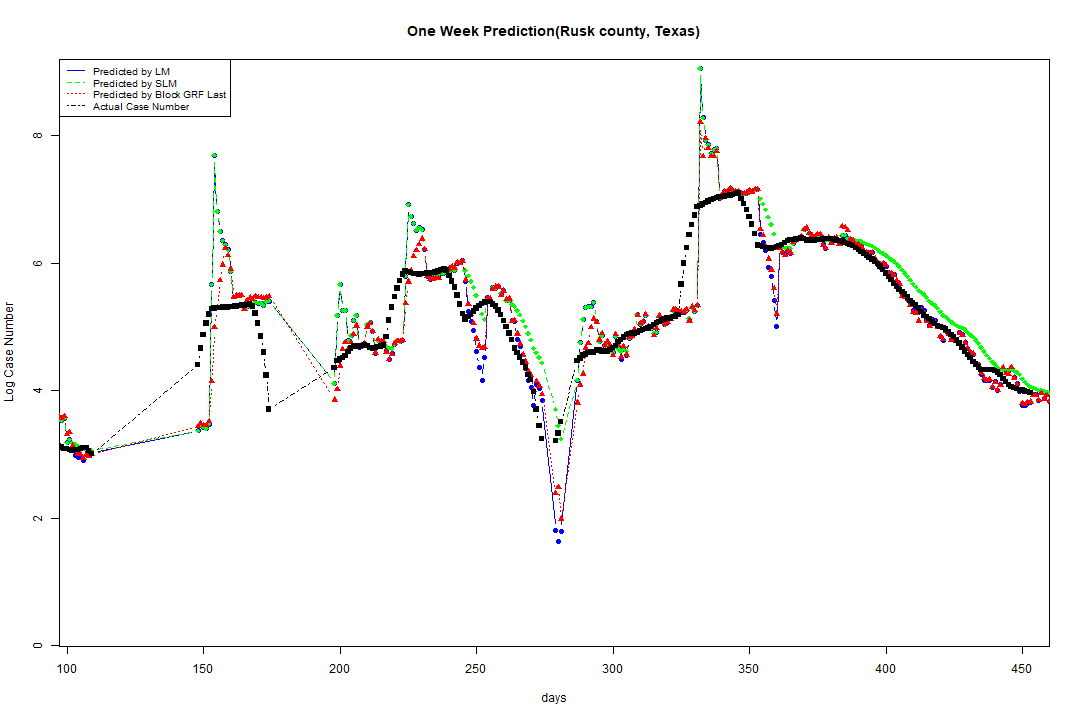 One Week Prediction(Rusk county, Texas)
Predicted by LM
Predicted by SLM
Predicted by Block GRF Last
Actual Case Number
Log Case Number
8
6
4
2
0
100 150 200 250 300 350 400 450
days